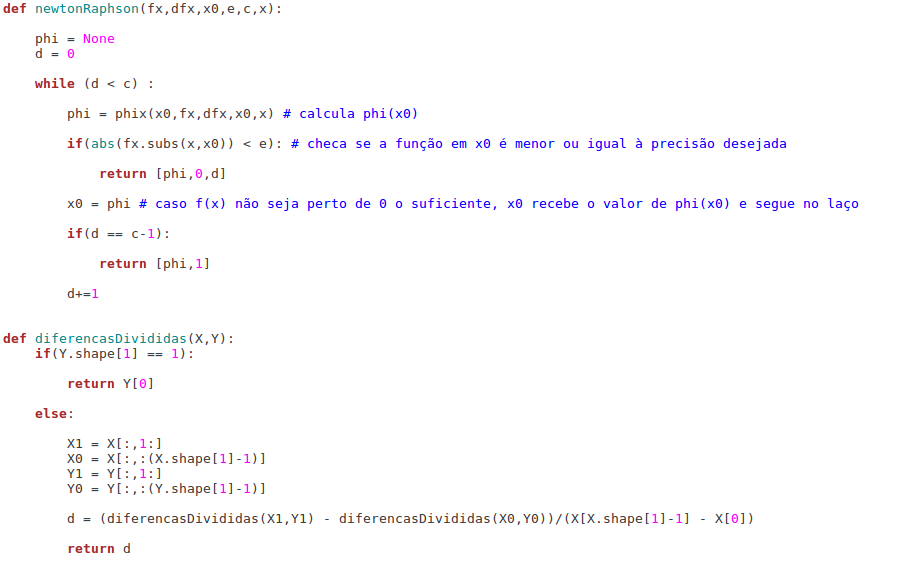 def newtonRaphson(fx,dfx,x0,e,c,x):
    phi = None
    d = 0
    while (d < c) :
        phi = phix(x0,fx,dfx,x0,x) # calcula phi(x0)
        if(abs(fx.subs(x,x0)) < e): # checa se a função em x0 é menor ou igual à precisão desejada
            return [phi,0,d]
        x0 = phi # caso f(x) não seja perto de 0 o suficiente, x0 recebe o valor de phi(x0) e segue no laço
        if(d == c-1):
            return [phi,1]
        d+=1
def diferencasDivididas(X,Y):
    if(Y.shape[1] == 1):
        return Y[0]
    else:
        X1 = X[:,1:]
        X0 = X[:,:(X.shape[1]-1)]
        Y1 = Y[:,1:]
        Y0 = Y[:,:(Y.shape[1]-1)]
        d = (diferencasDivididas(X1,Y1) - diferencasDivididas(X0,Y0))/(X[X.shape[1]-1] - X[0])
        return d